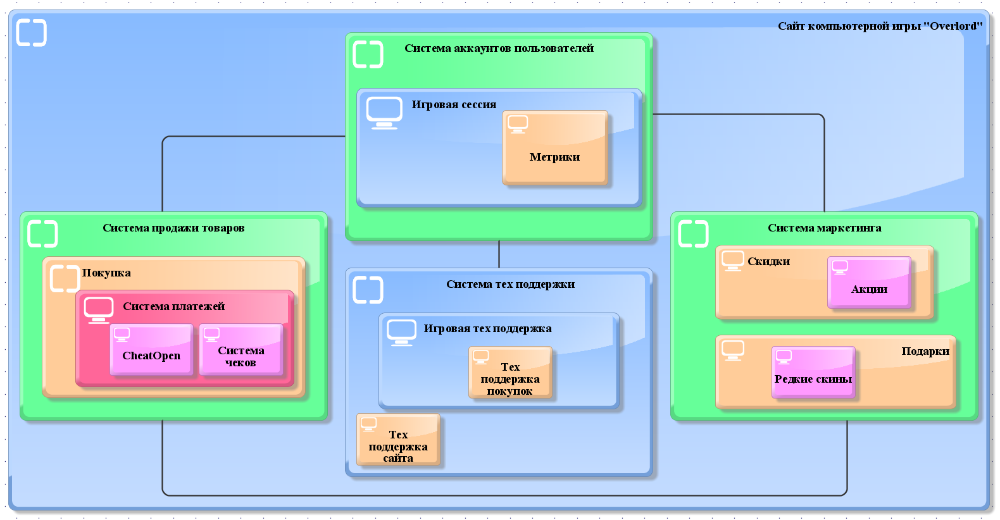 Сайт компьютерной игры "Overlord"
Система аккаунтов пользователей
Игровая сессия
Метрики
Система продажи товаров
Покупка
Система платежей
CheatOpen
Система
чеков
Система тех поддержки
Игровая тех поддержка
Тех
поддержка
покупок
Тех
поддержка
сайта
Система маркетинга
Скидки
Акции
Подарки
Редкие скины